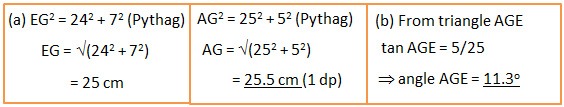 (a) EG² = 24² + 7² (Pythag)
EG = √(24² + 7²)
= 25 cm
AG² = 25² + 5² (Pythag)
AG = √(25² + 5²)
= 25.5 cm (1 dp)
(b) From triangle AGE
tan AGE = 5/25
⇒ angle AGE = 11.3°